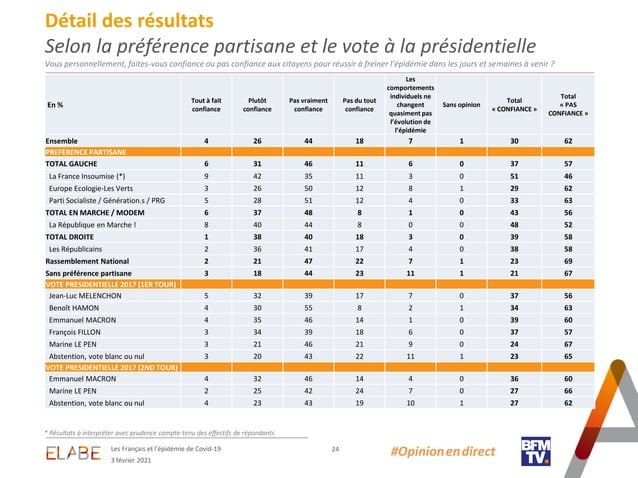 Détail des résultats
Selon la préférence partisane et le vote à la présidentielle
Vous personnellement, faites-vous confiance ou pas confiance aux citoyens pour réussir à freiner l'épidémie dans les jours et semaines à venir ?
En % Tout à fait confiance Plutôt confiance Pas vraiment confiance Pas du tout confiance Les comportements individuels ne changent quasiment pas l'évolution de l'épidémie Sans opinion Total « CONFIANCE » Total « PAS CONFIANCE »
Ensemble 4 26 44 18 7 1 30 62
PREFERENCE PARTISANE
TOTAL GAUCHE 6 31 46 11 6 0 37 57
La France Insoumise (*) 9 42 35 11 3 0 51 46
Europe Ecologie-Les Verts 3 26 50 12 8 1 29 62
Parti Socialiste / Génération.s / PRG 5 28 51 12 4 0 33 63
TOTAL EN MARCHE / MODEM 6 37 48 8 1 0 43 56
La République en Marche ! 8 40 44 8 0 0 48 52
TOTAL DROITE 1 38 40 18 3 0 39 58
Les Républicains 2 36 41 17 4 0 38 58
Rassemblement National 2 21 47 22 7 1 23 69
Sans préférence partisane 3 18 44 23 11 1 21 67
VOTE PRESIDENTIELLE 2017 (1ER TOUR)
Jean-Luc MELENCHON 5 32 39 17 7 0 37 56
Benoît HAMON 4 30 55 8 2 1 34 63
Emmanuel MACRON 4 35 46 14 1 0 39 60
François FILLON 3 34 39 18 6 0 37 57
Marine LE PEN 3 21 46 21 9 0 24 67
Abstention, vote blanc ou nul 3 20 43 22 11 1 23 65
VOTE PRESIDENTIELLE 2017 (2ND TOUR)
Emmanuel MACRON 4 32 46 14 4 0 36 60
Marine LE PEN 2 25 42 24 7 0 27 66
Abstention, vote blanc ou nul 4 23 43 19 10 1 27 62
* Résultats à interpréter avec prudence compte-tenu des effectifs de répondants
ELABE
Les Français et l'épidémie de Covid-19
3 février 2021
24
#Opinion en direct
BFM
TV.